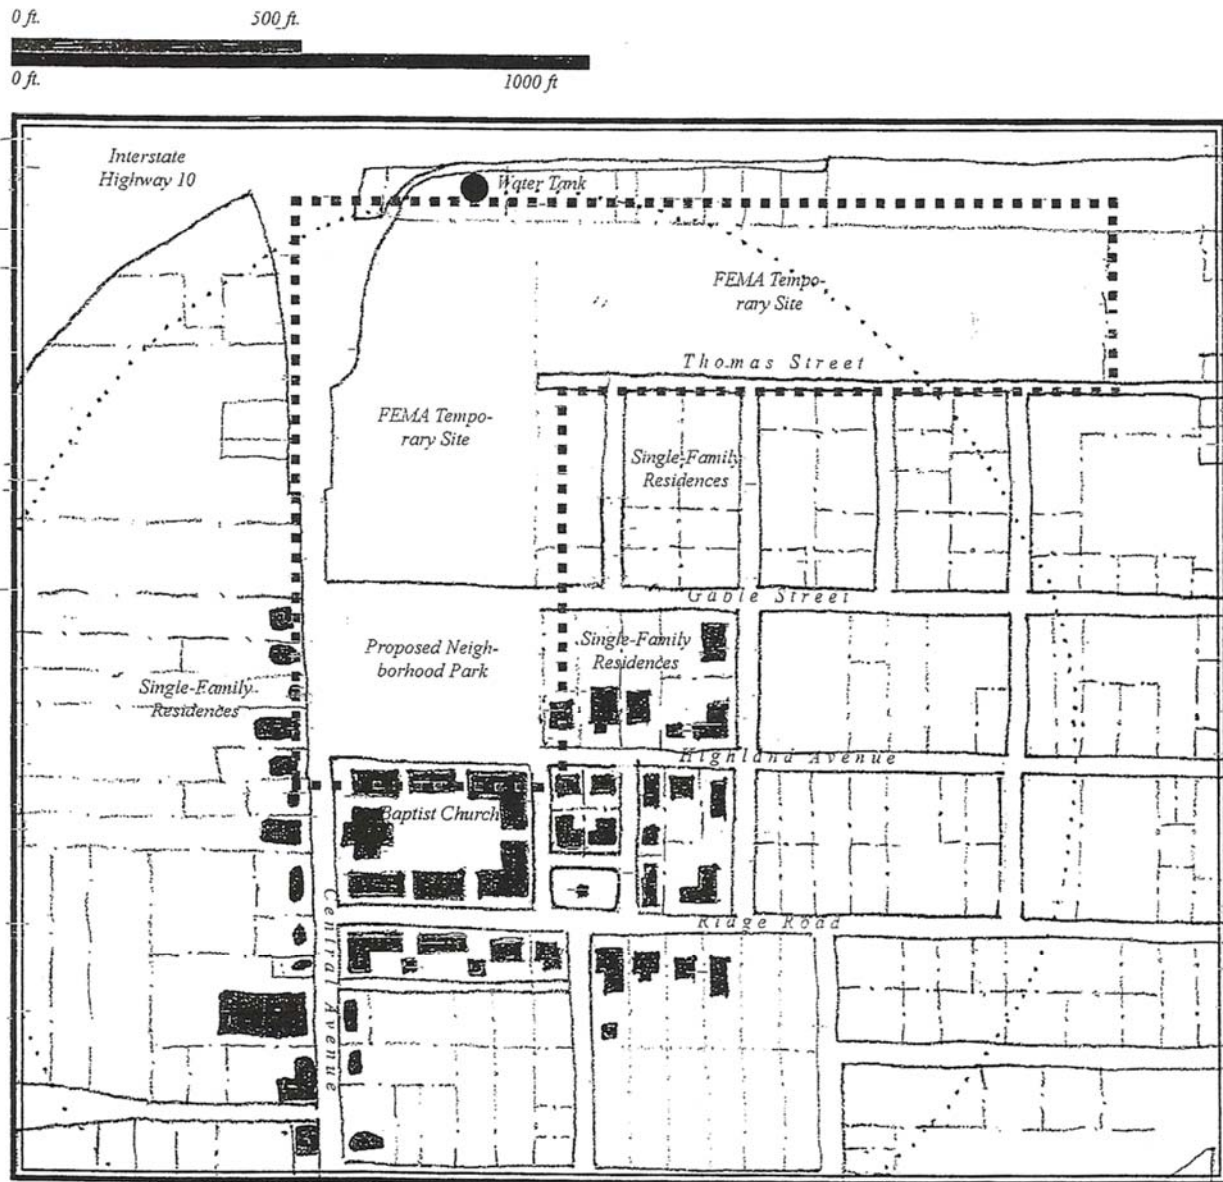 0 ft. 500 ft.
0 ft. 1000 ft
Interstate
Highway 10
Water Tank
FEMA Tempo-
rary Site
Thomas Street
FEMA Tempo-
rary Site
Single-Family
Residences
Gable Street
Proposed Neigh-
borhood Park
Single-Family
Residences
Single-Family
Residences
Highland Avenue
Baptist Church
Central Avenue
Ridge Road